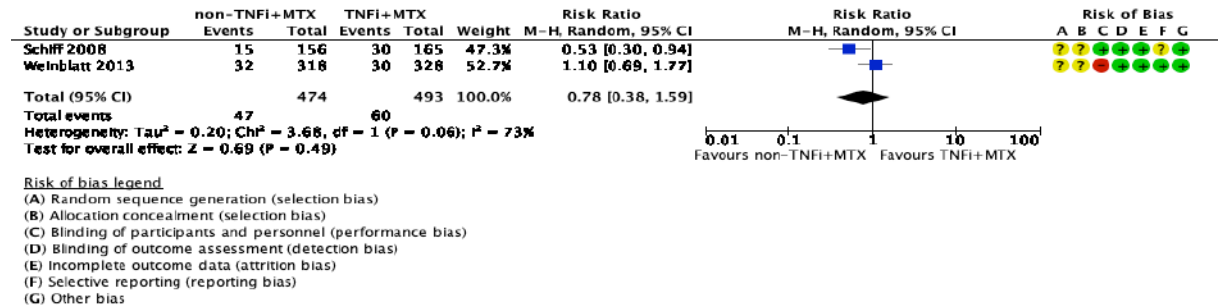 non-TNFi+MTX TNFi+MTX Risk Ratio Risk Ratio Risk of Bias
Study or Subgroup Events Total Events Total Weight M-H, Random, 95% CI M-H, Random, 95% CI A B C D E F G
Schiff 2008 15 156 30 165 47.3% 0.53 [0.30, 0.94] ? ? + + + ? +
Weinblatt 2013 32 318 30 328 52.7% 1.10 [0.69, 1.77] ? ? - + + + +
Total (95% CI) 474 493 100.0% 0.78 [0.38, 1.59]
Total events 47 60
Heterogeneity: Tau² = 0.20; Chi² = 3.68, df = 1 (P = 0.06); I² = 73%
Test for overall effect: Z = 0.69 (P = 0.49)
0.01 0.1 1 10 100
Favours non-TNFi+MTX Favours TNFi+MTX
Risk of bias legend
(A) Random sequence generation (selection bias)
(B) Allocation concealment (selection bias)
(C) Blinding of participants and personnel (performance bias)
(D) Blinding of outcome assessment (detection bias)
(E) Incomplete outcome data (attrition bias)
(F) Selective reporting (reporting bias)
(G) Other bias